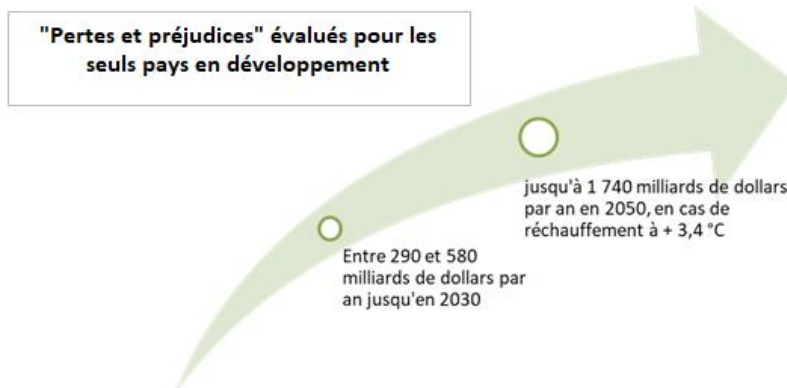 "Pertes et préjudices" évalués pour les
seuls pays en développement
jusqu'à 1 740 milliards de dollars
par an en 2050, en cas de
réchauffement à + 3,4 °C
Entre 290 et 580
milliards de dollars par
an jusqu'en 2030